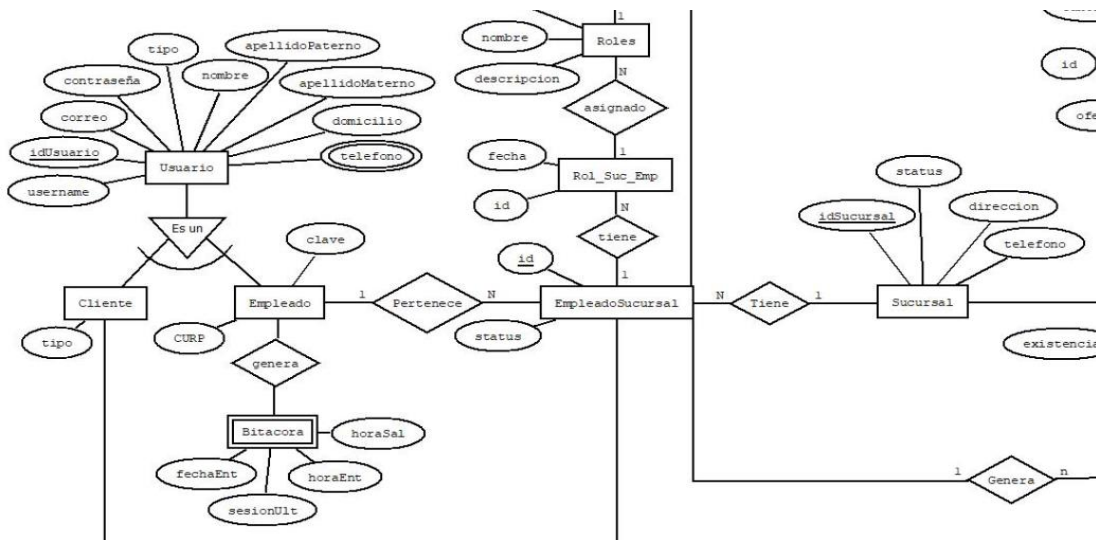 1
nombre
Roles
id
tipo
apellidoPaterno
descripcion
N
contraseña
nombre
apellidoMaterno
asignado
correo
domicilio
fecha
1
idUsuario
Usuario
telefono
Rol_Suc_Emp
status
username
id
N
idSucursal
direccion
Es un
clave
tiene
telefono
id
1
Cliente
Empleado
1
Pertenece
N
EmpleadoSucursal
N
Tiene
1
Sucursal
tipo
CURP
status
existencia
genera
Bitacora
horaSal
fechaEnt
horaEnt
1
Genera
n
sesionUlt